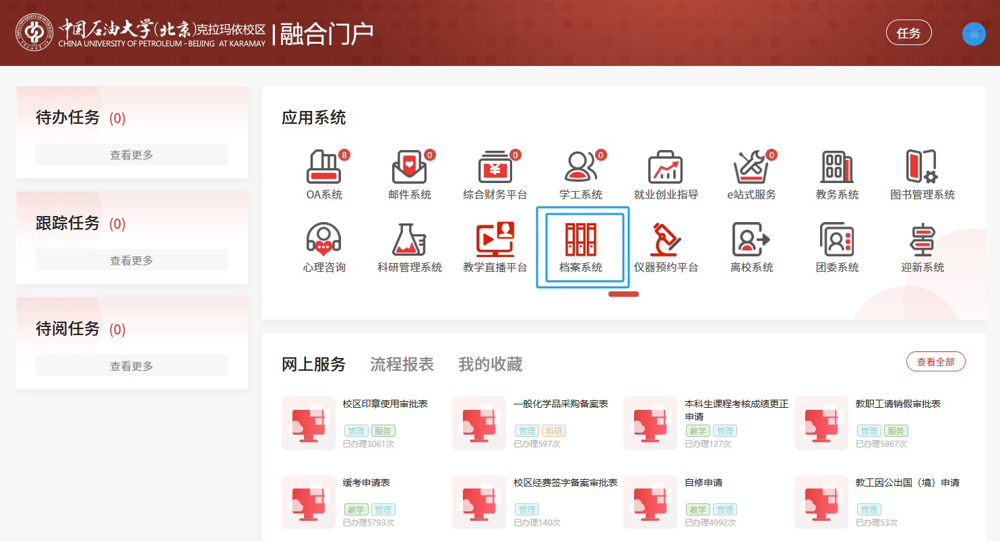 中国石油大学(北京)克拉玛依校区 | 融合门户
CHINA UNIVERSITY OF PETROLEUM - BEIJING AT KARAMAY
任务
待办任务 (0)
查看更多
跟踪任务 (0)
查看更多
待阅任务 (0)
查看更多
应用系统
8 0 0 0 0
OA系统 邮件系统 综合财务平台 学工系统 就业创业指导 e站式服务 教务系统 图书管理系统
心理咨询 科研管理系统 教学直播平台 档案系统 仪器预约平台 离校系统 团委系统 迎新系统
网上服务 流程报表 我的收藏 查看全部
校区印章使用审批表
管理 服务
已办理3061次
一般化学品采购备案表
管理 科研
已办理597次
本科生课程考核成绩更正
申请
教学 管理
已办理127次
教职工请销假审批表
管理 服务
已办理5867次
缓考申请表
教学 管理
已办理5793次
校区经费签字备案审批表
管理
已办理140次
自修申请
教学 管理
已办理4992次
教工因公出国（境）申请
管理
已办理53次